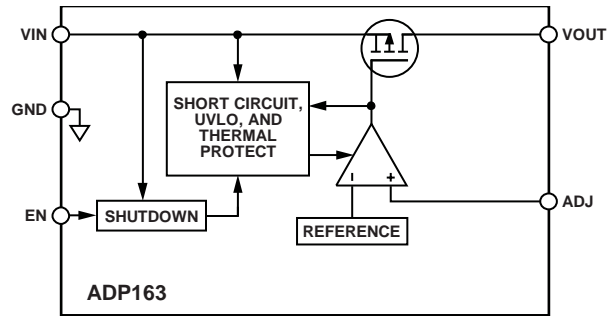 VIN
VOUT
GND
SHORT CIRCUIT,
UVLO, AND
THERMAL
PROTECT
– +
ADJ
EN
SHUTDOWN
REFERENCE
ADP163